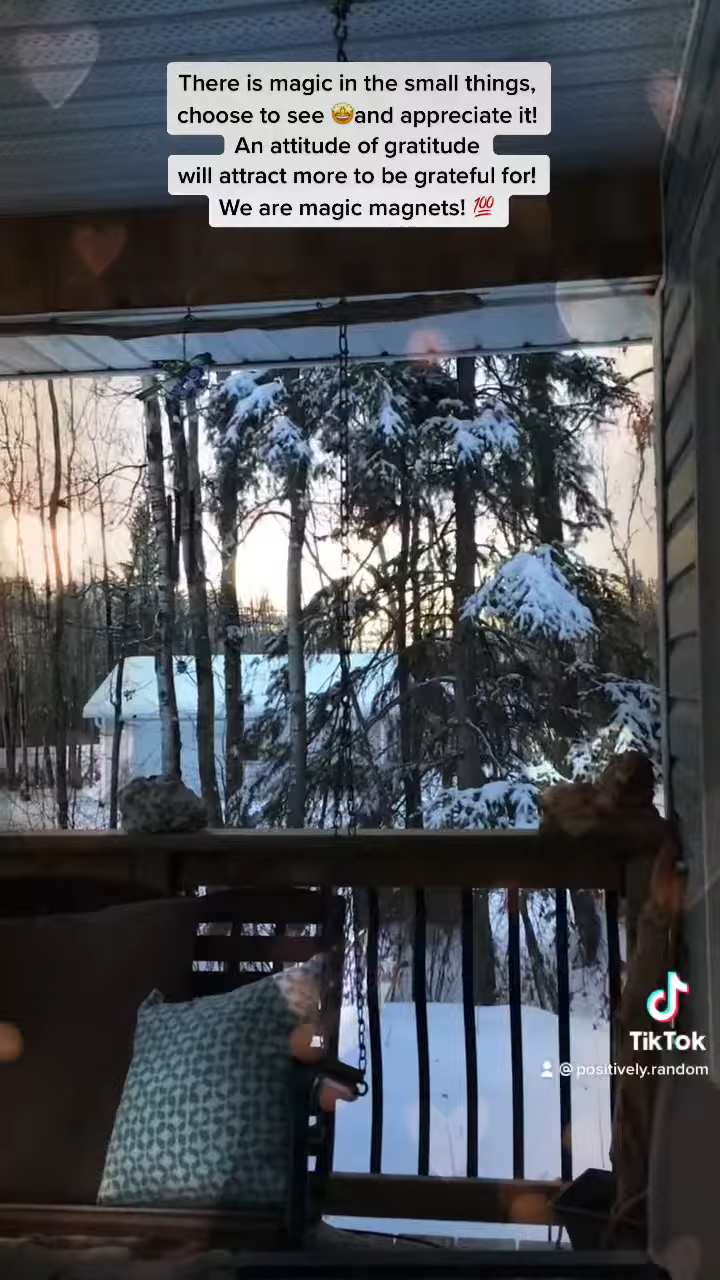 There is magic in the small things,
choose to see 🤩and appreciate it!
An attitude of gratitude
will attract more to be grateful for!
We are magic magnets! 💯
TikTok
@positively.random